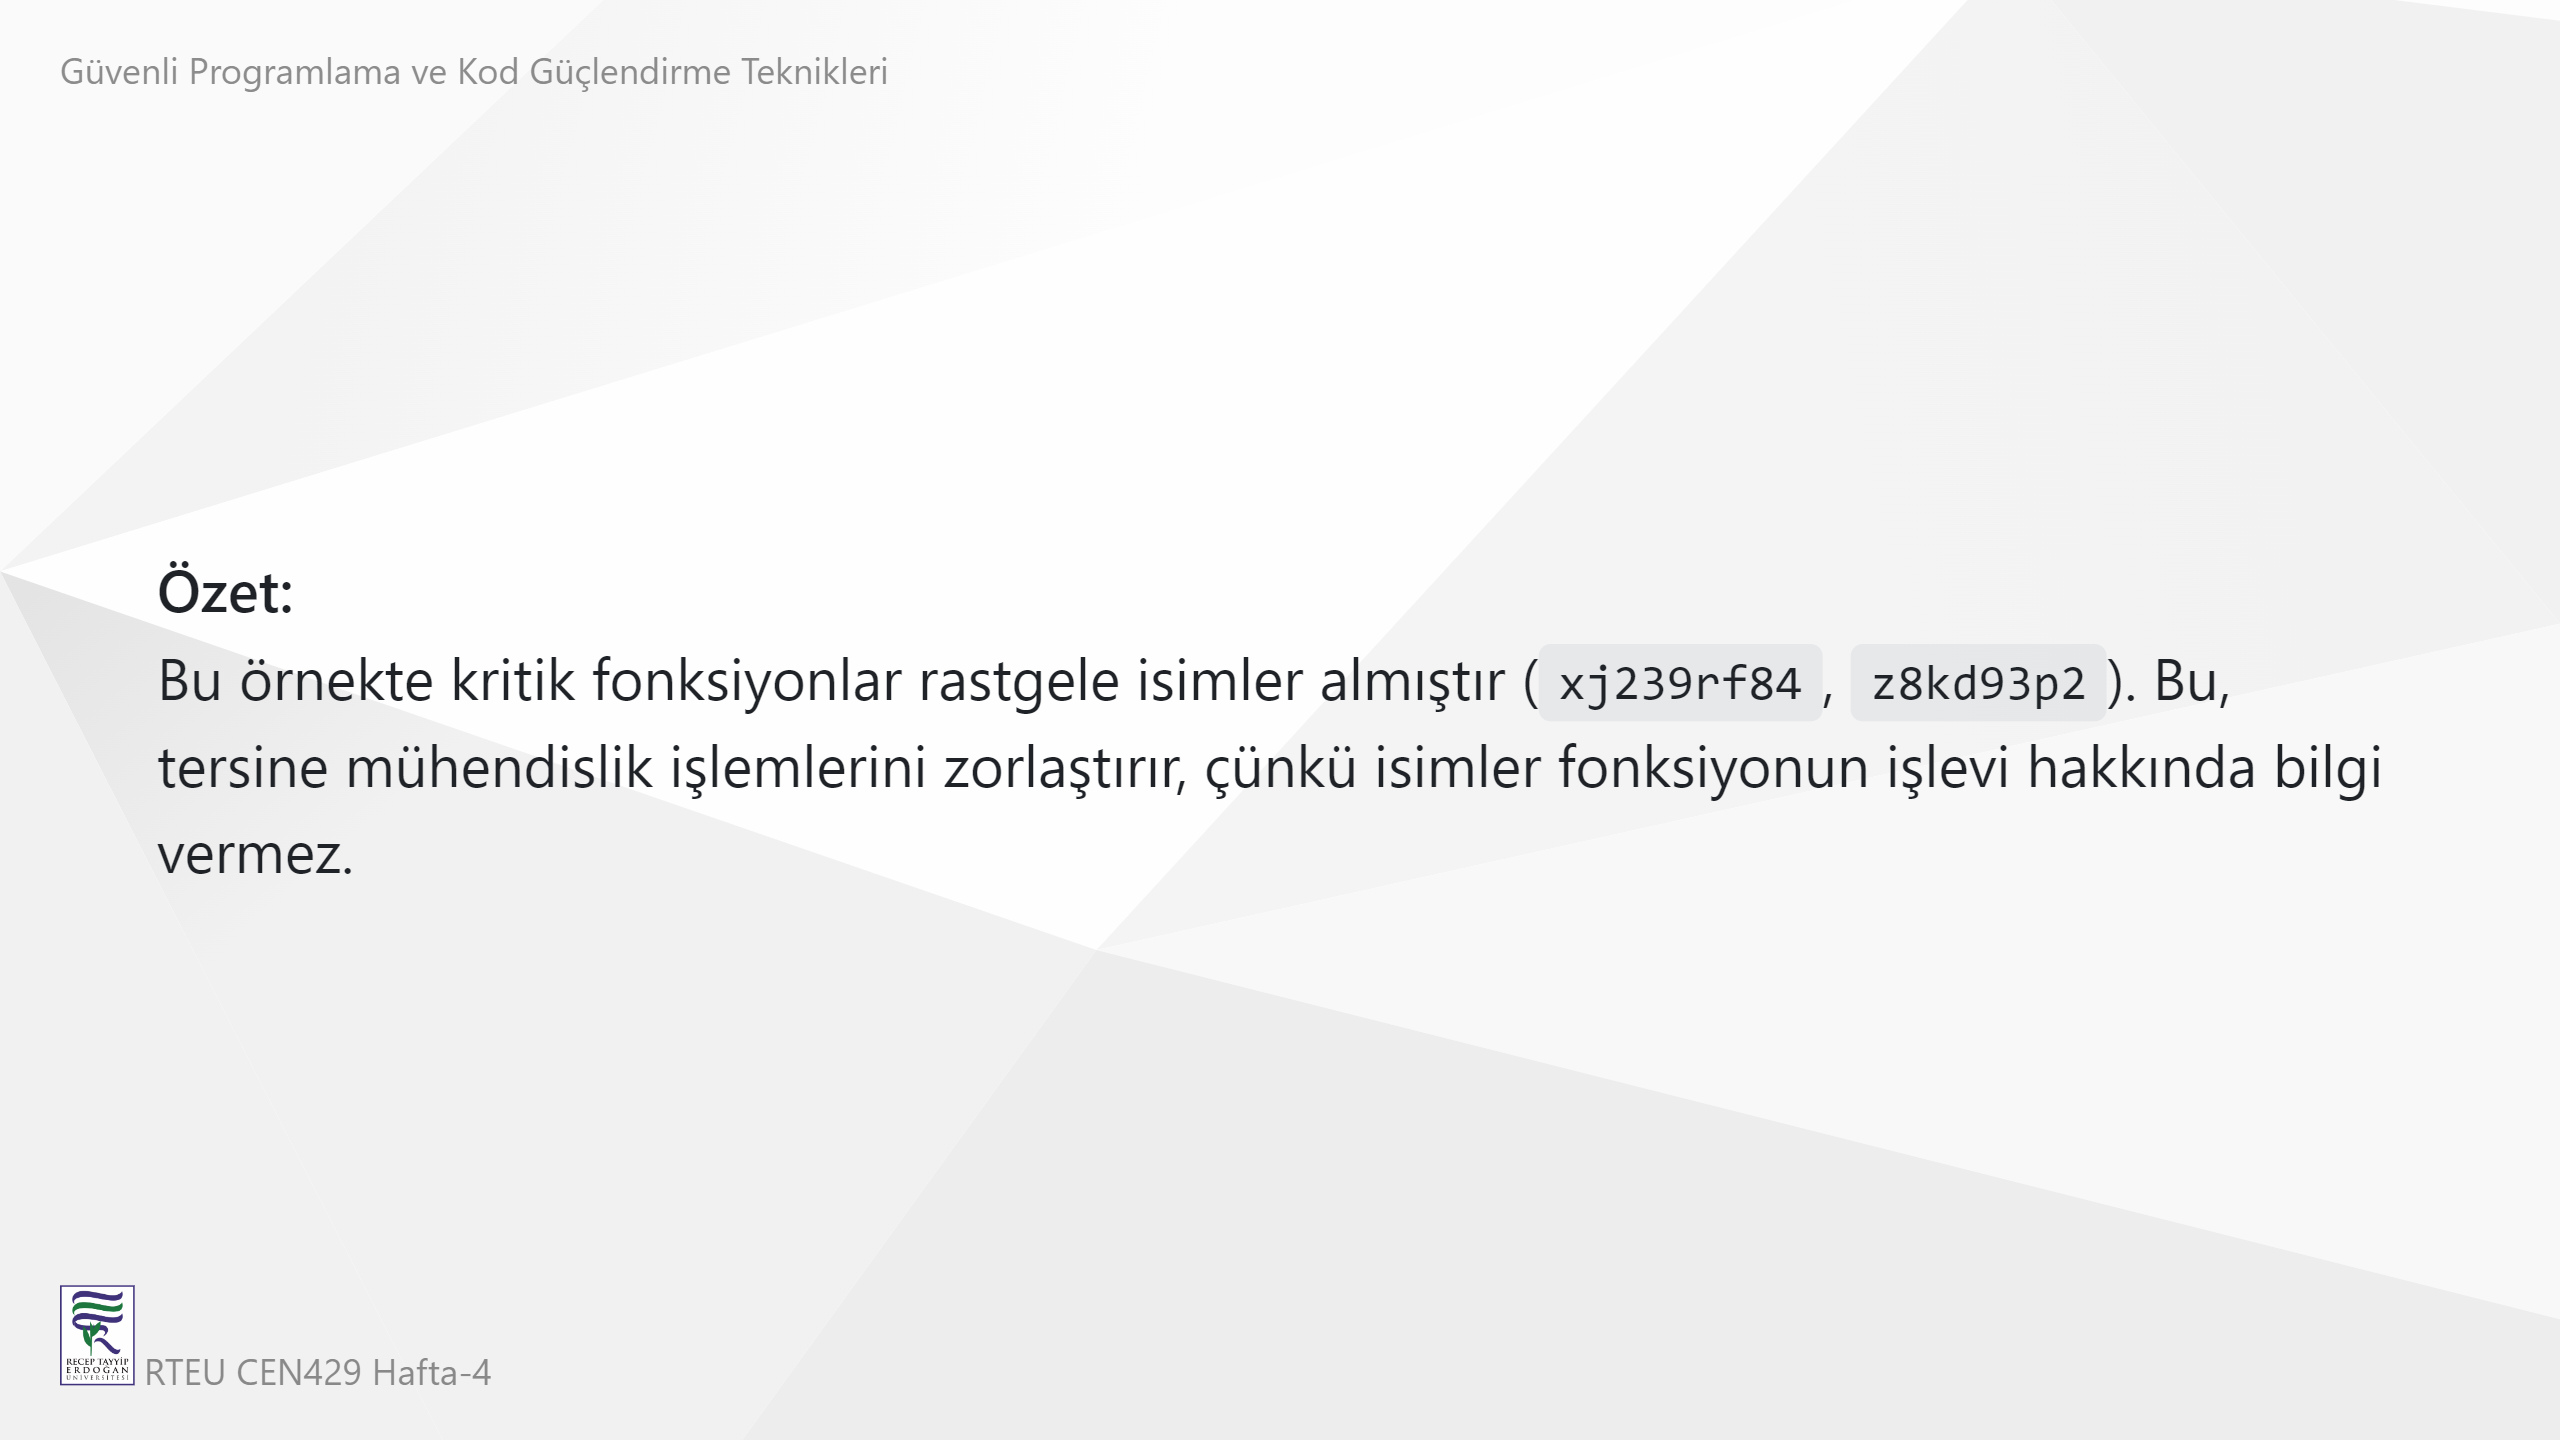 Güvenli Programlama ve Kod Güçlendirme Teknikleri
Özet:
Bu örnekte kritik fonksiyonlar rastgele isimler almıştır ( xj239rf84 , z8kd93p2 ). Bu,
tersine mühendislik işlemlerini zorlaştırır, çünkü isimler fonksiyonun işlevi hakkında bilgi
vermez.
RECEP TAYYİP
ERDOĞAN
ÜNİVERSİTESİ
RTEU CEN429 Hafta-4